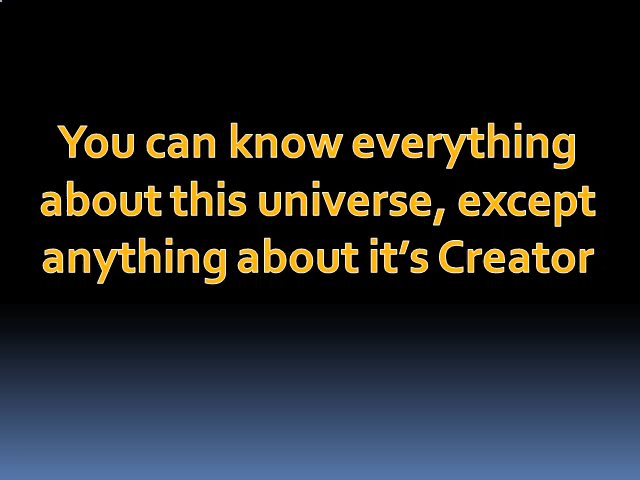 You can know everything
about this universe, except
anything about it’s Creator